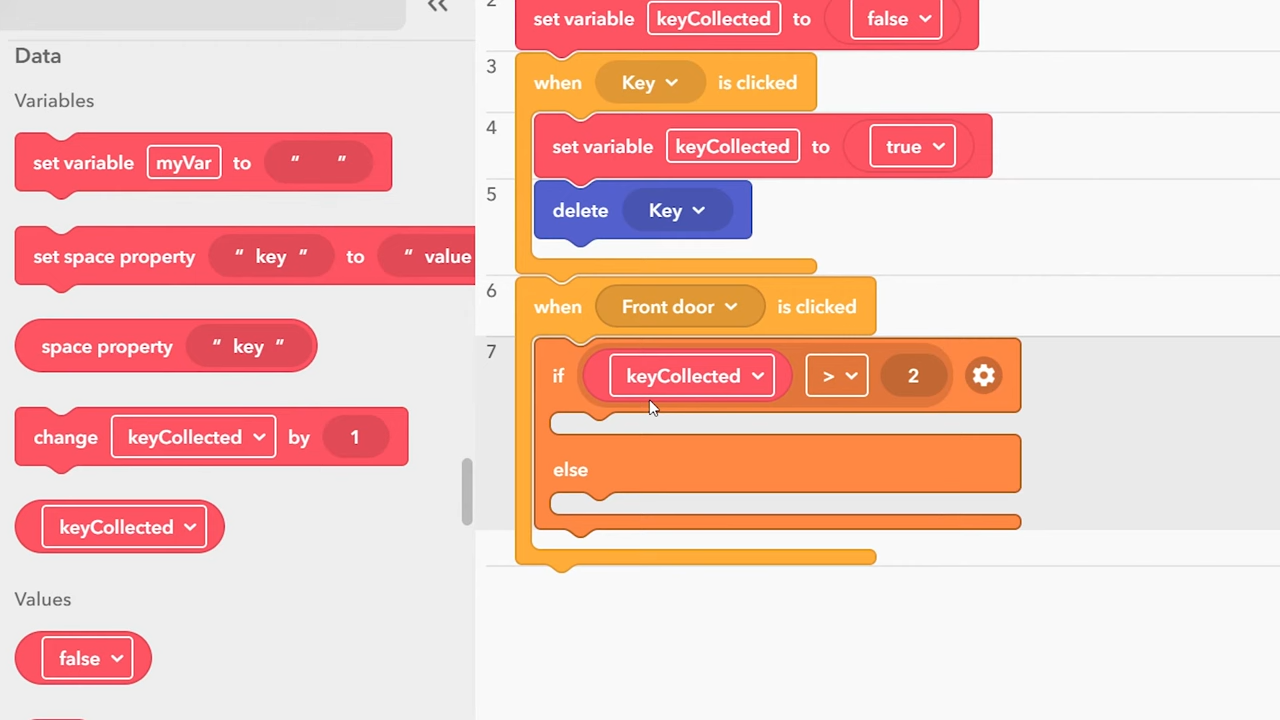 Data
Variables
set variable myVar to “ ”
set space property “ key ” to “ value
space property “ key ”
change keyCollected by 1
keyCollected
Values
false
2
set variable keyCollected to false
3
when Key is clicked
4
set variable keyCollected to true
5
delete Key
6
when Front door is clicked
7
if keyCollected > 2
else